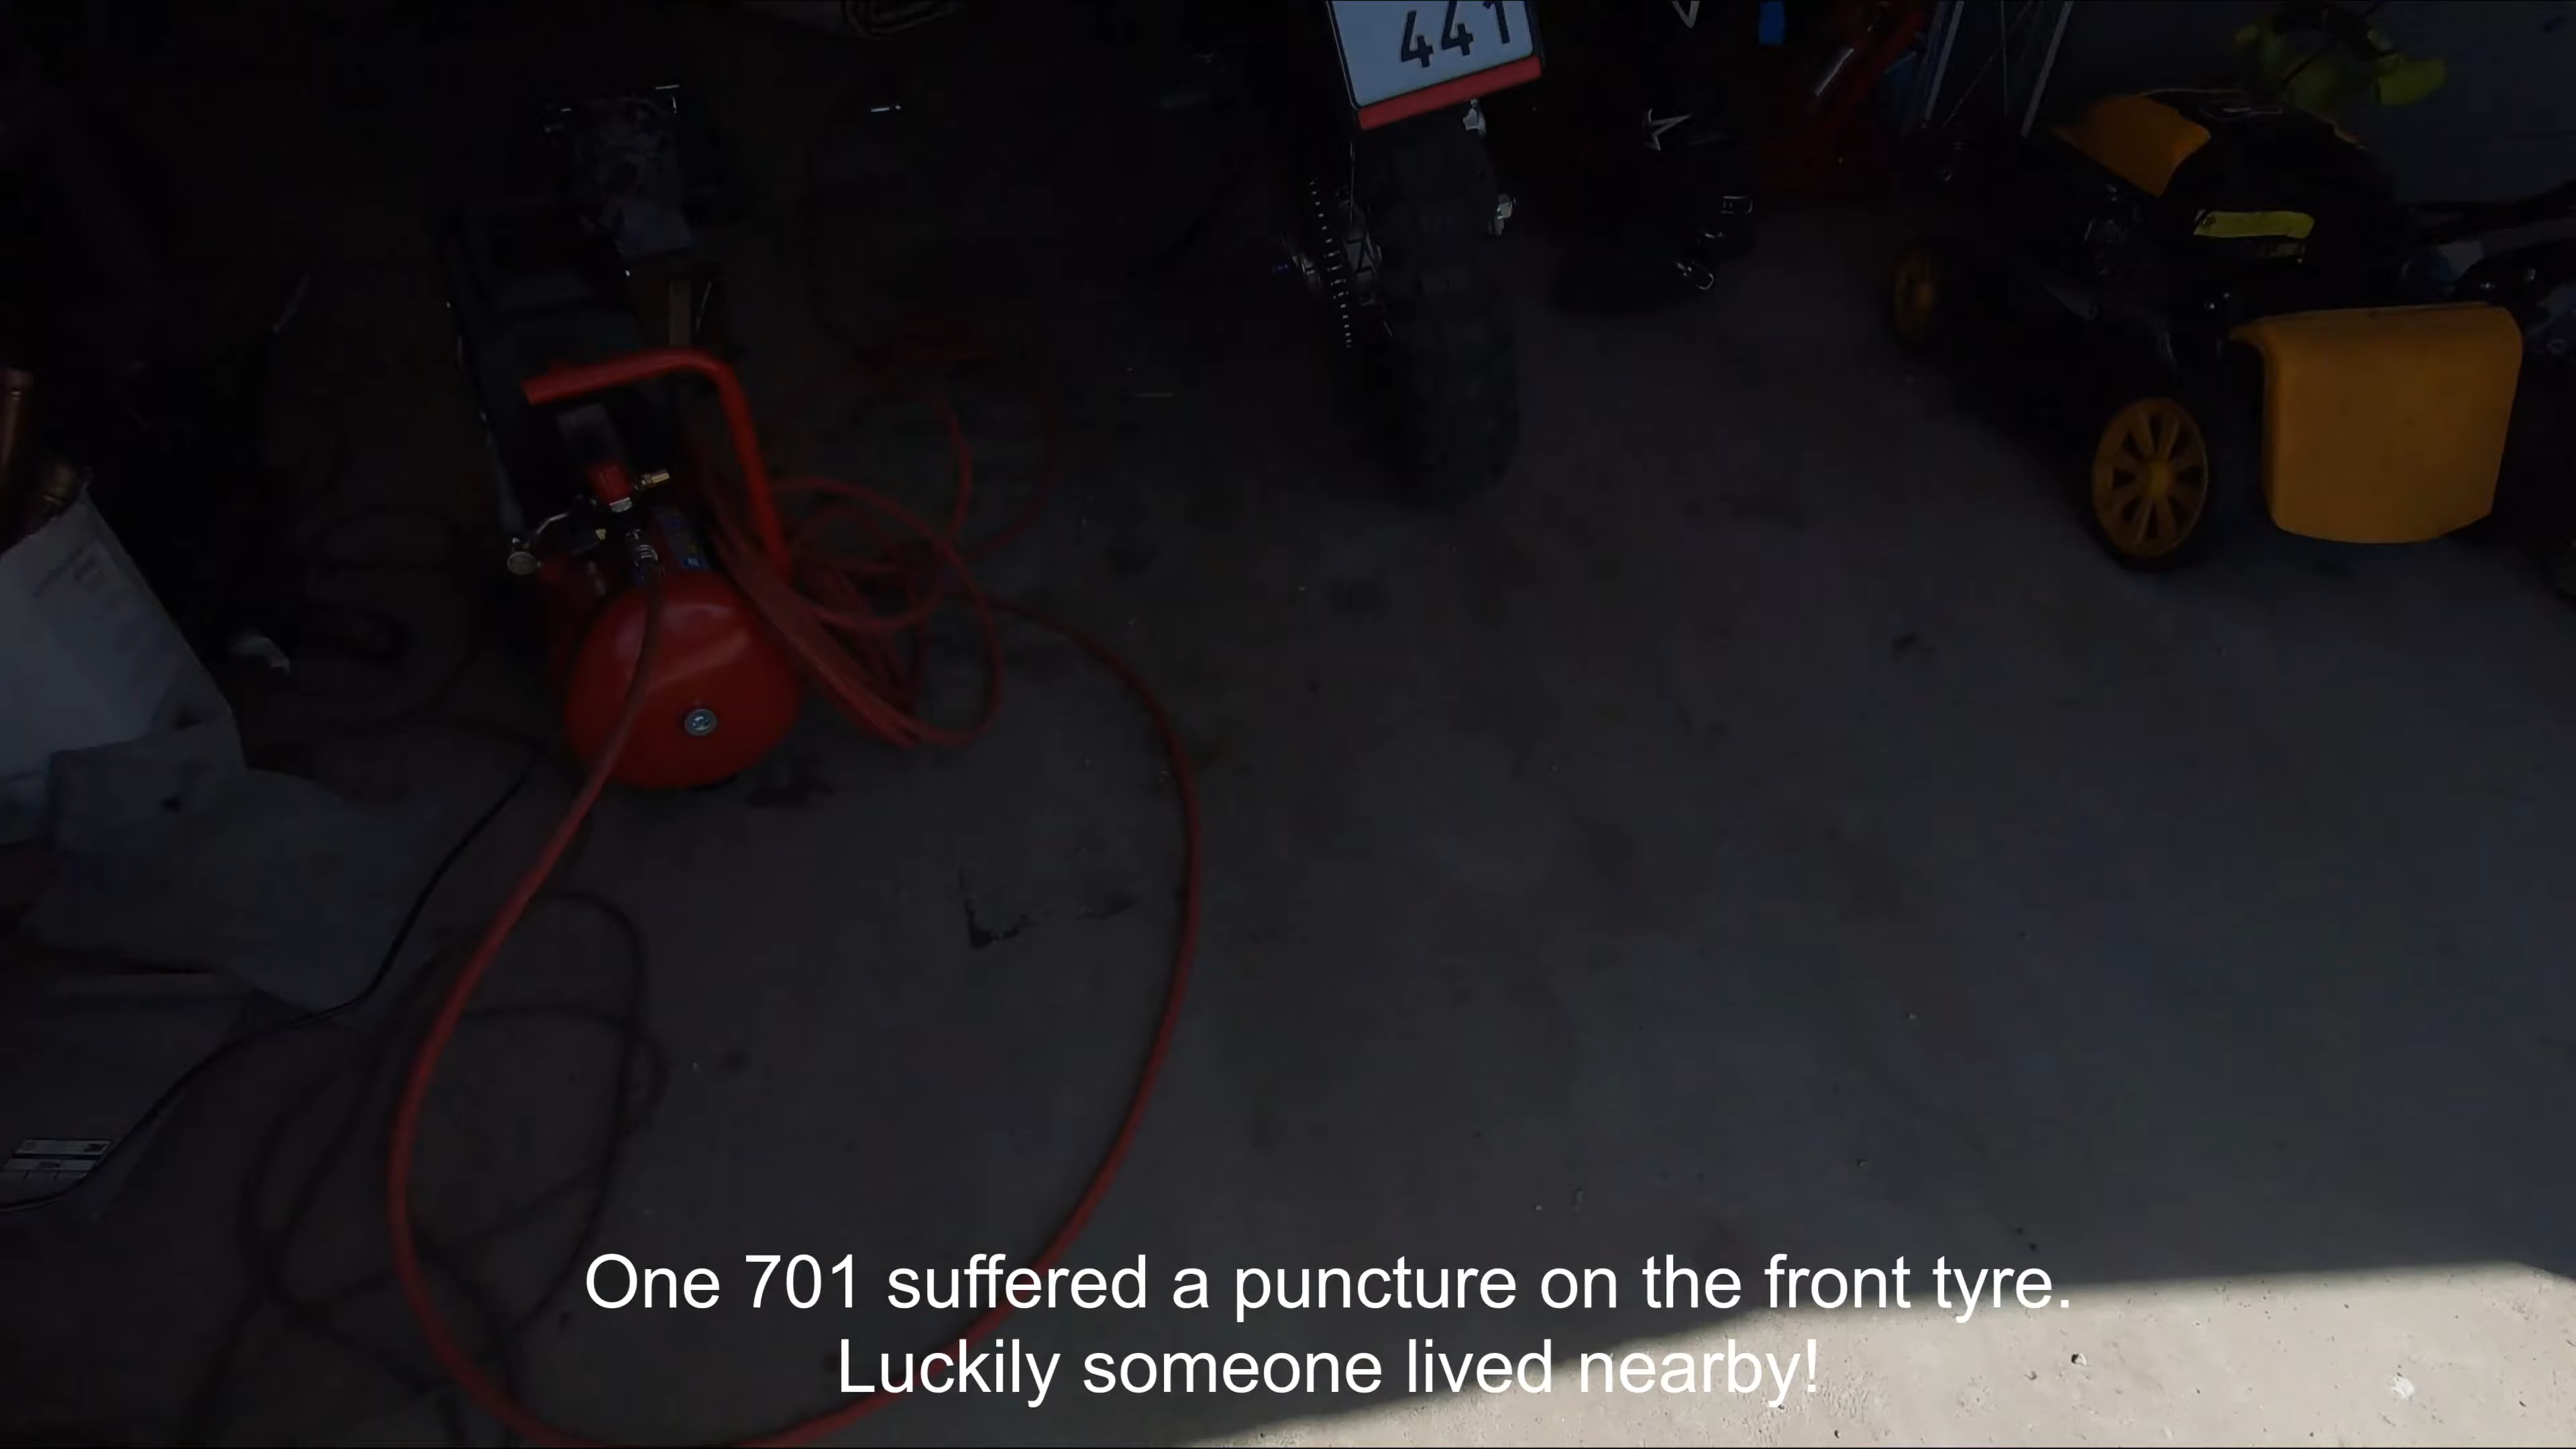 441
One 701 suffered a puncture on the front tyre.
Luckily someone lived nearby!